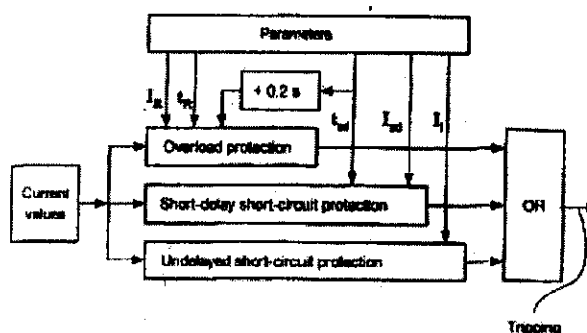 Parameters
+ 0.2 s
I_R t_R t_sd I_sd I_i
Overload protection
Current
values
Short-delay short-circuit protection
OR
Undelayed short-circuit protection
Tripping